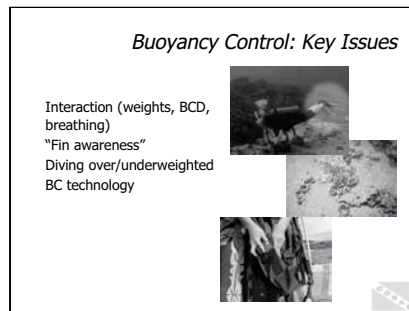 Buoyancy Control: Key Issues
Interaction (weights, BCD,
breathing)
“Fin awareness”
Diving over/underweighted
BC technology